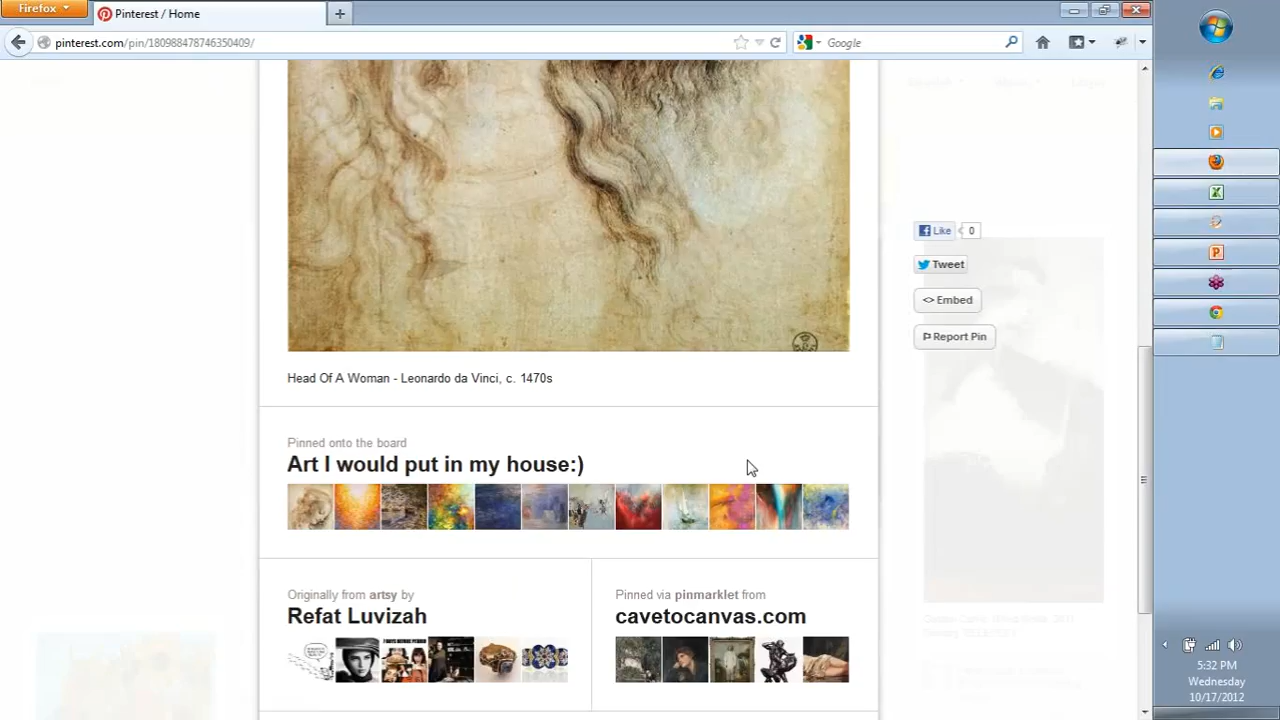 Firefox
Pinterest / Home
pinterest.com/pin/180988478746350409/
Google
Like 0
Tweet
<> Embed
Report Pin
Head Of A Woman - Leonardo da Vinci, c. 1470s
Pinned onto the board
Art I would put in my house:)
Originally from artsy by
Refat Luvizah
Pinned via pinmarklet from
cavetocanvas.com
5:32 PM
Wednesday
10/17/2012